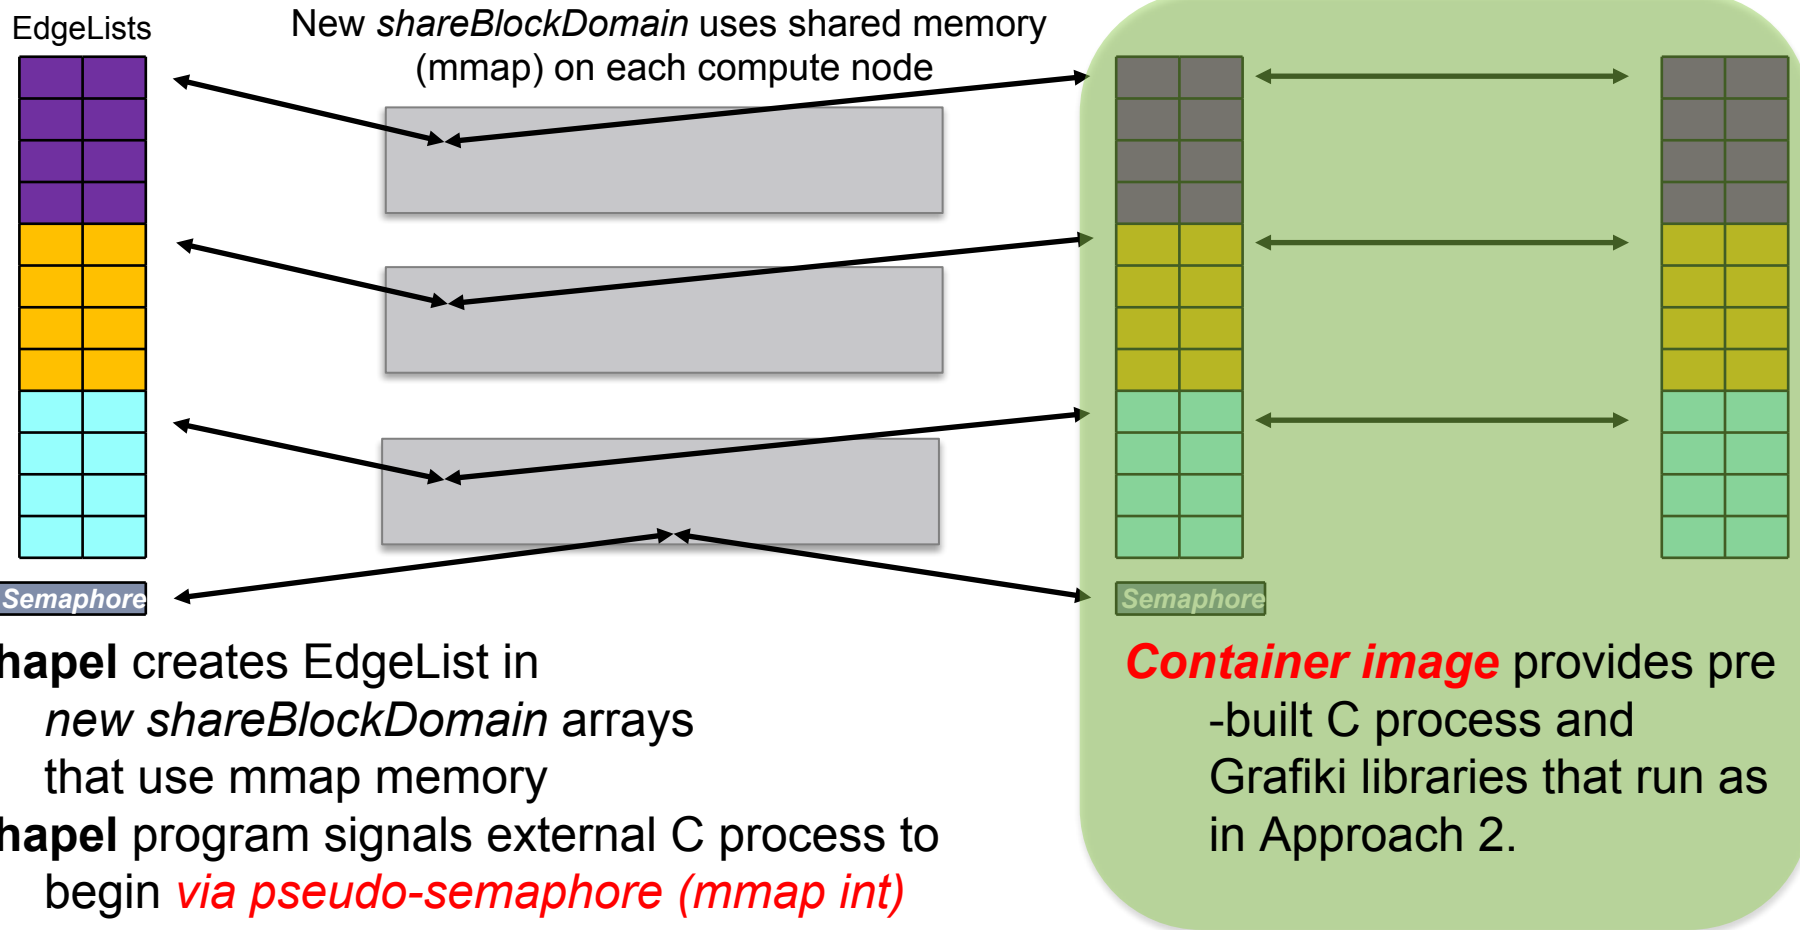 EdgeLists
New shareBlockDomain uses shared memory
(mmap) on each compute node
Semaphore
Semaphore
hapel creates EdgeList in
new shareBlockDomain arrays
that use mmap memory
hapel program signals external C process to
begin via pseudo-semaphore (mmap int)
Container image provides pre
-built C process and
Grafiki libraries that run as
in Approach 2.